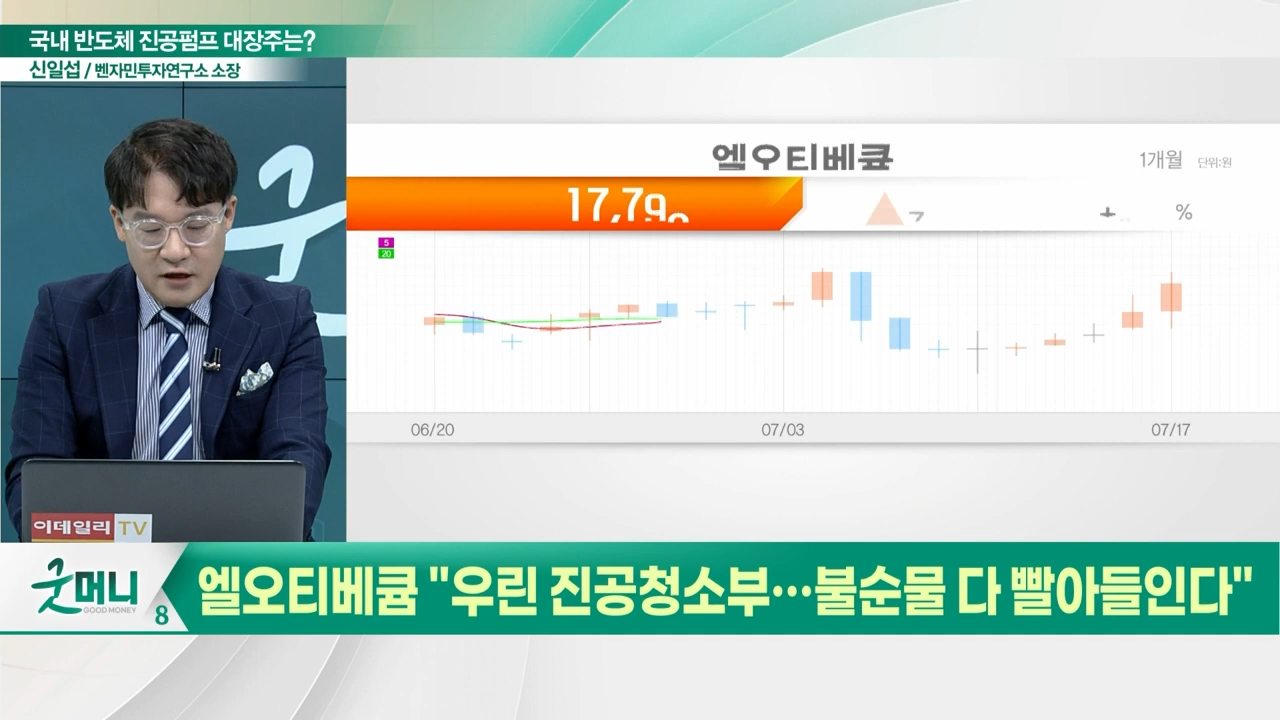 국내 반도체 진공펌프 대장주는?
신일섭 / 벤자민투자연구소 소장
엘오티베큠
1개월 단위:원
%
5
20
06/20 07/03 07/17
이데일리 TV
굿머니
GOOD MONEY
8
엘오티베큠 "우린 진공청소부…불순물 다 빨아들인다"